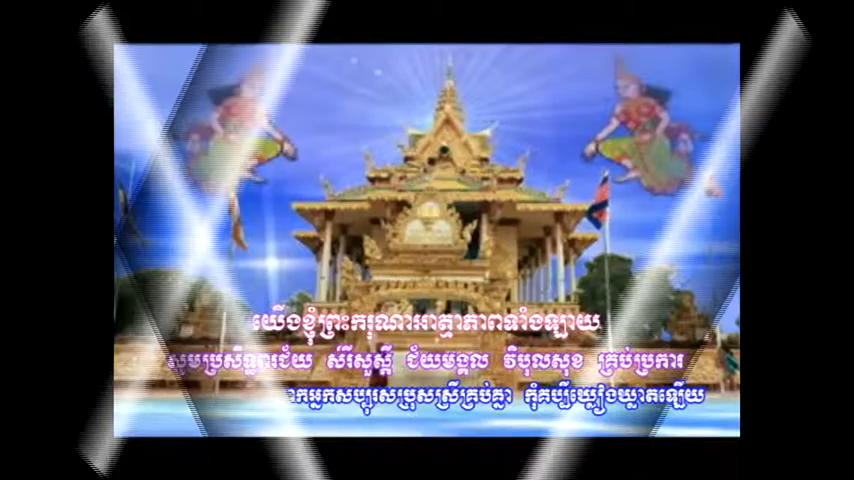 យើងខ្ញុំព្រះករុណាអាត្មាភាពទាំងឡាយ
សូមប្រសិទ្ធពរជ័យ សិរីសួស្តី ជ័យមង្គល វិបុលសុខ គ្រប់ប្រការ
អ្នកសប្បុរសប្រុសស្រីគ្រប់គ្នា កុំគប្បីឃ្លៀងឃ្លាតឡើយ